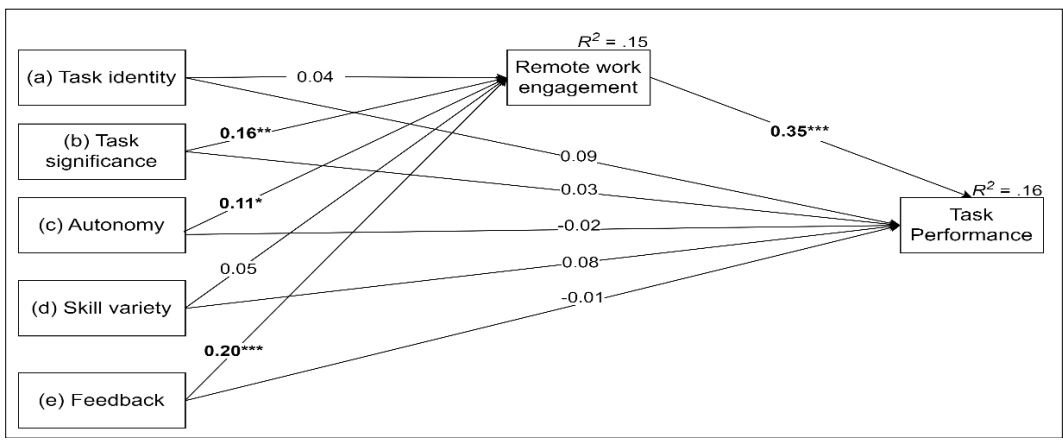 R² = .15
(a) Task identity
0.04
Remote work
engagement
(b) Task
significance
0.16**
0.35***
0.09
0.03
R² = .16
(c) Autonomy
0.11*
-0.02
Task
Performance
0.05
0.08
(d) Skill variety
-0.01
0.20***
(e) Feedback